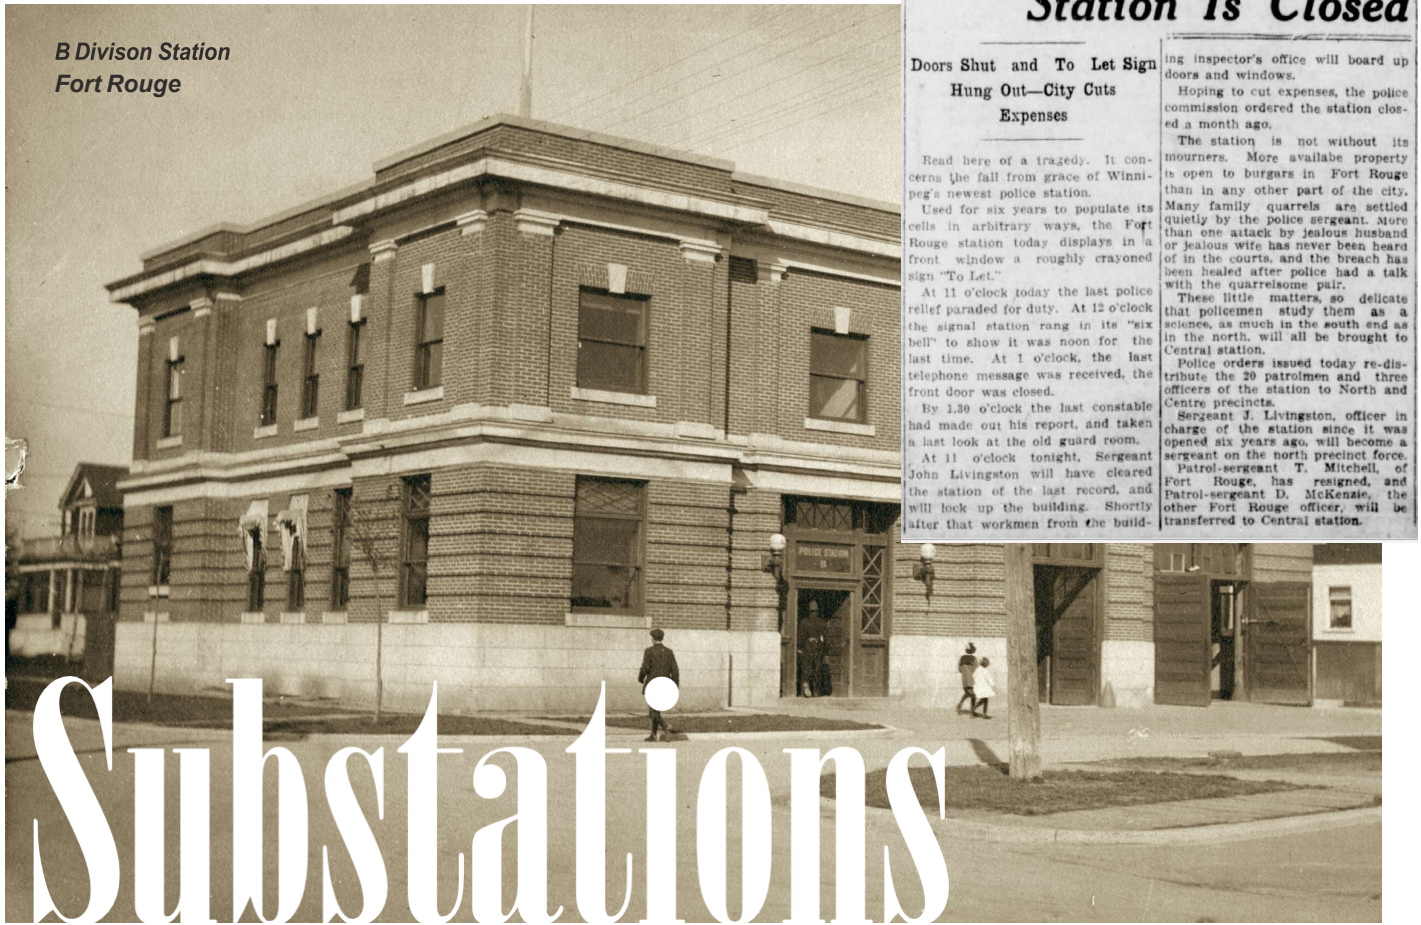 B Divison Station
Fort Rouge
Station Is Closed
Doors Shut and To Let Sign
Hung Out—City Cuts
Expenses
Read here of a tragedy. It con-
cerns the fall from grace of Winni-
peg's newest police station.
Used for six years to populate its
cells in arbitrary ways, the Fort
Rouge station today displays in a
front window a roughly crayoned
sign "To Let."
At 11 o'clock today the last police
relief paraded for duty. At 12 o'clock
the signal station rang in its "six
bell" to show it was noon for the
last time. At 1 o'clock, the last
telephone message was received, the
front door was closed.
By 1.30 o'clock the last constable
had made out his report, and taken
a last look at the old guard room.
At 11 o'clock tonight, Sergeant
John Livingston will have cleared
the station of the last record, and
will lock up the building. Shortly
after that workmen from the build-
ing inspector's office will board up
doors and windows.
Hoping to cut expenses, the police
commission ordered the station clos-
ed a month ago.
The station is not without its
mourners. More availabe property
is open to burgars in Fort Rouge
than in any other part of the city.
Many family quarrels are settled
quietly by the police sergeant. More
than one attack by jealous husband
or jealous wife has never been heard
of in the courts, and the breach has
been healed after police had a talk
with the quarrelsome pair.
These little matters, so delicate
that policemen study them as a
science, as much in the south end as
in the north, will all be brought to
Central station.
Police orders issued today re-dis-
tribute the 20 patrolmen and three
officers of the station to North and
Centre precincts.
Sergeant J. Livingston, officer in
charge of the station since it was
opened six years ago, will become a
sergeant on the north precinct force.
Patrol-sergeant T. Mitchell, of
Fort Rouge, has resigned, and
Patrol-sergeant D. McKenzie, the
other Fort Rouge officer, will be
transferred to Central station.
POLICE STATION
B
Substations